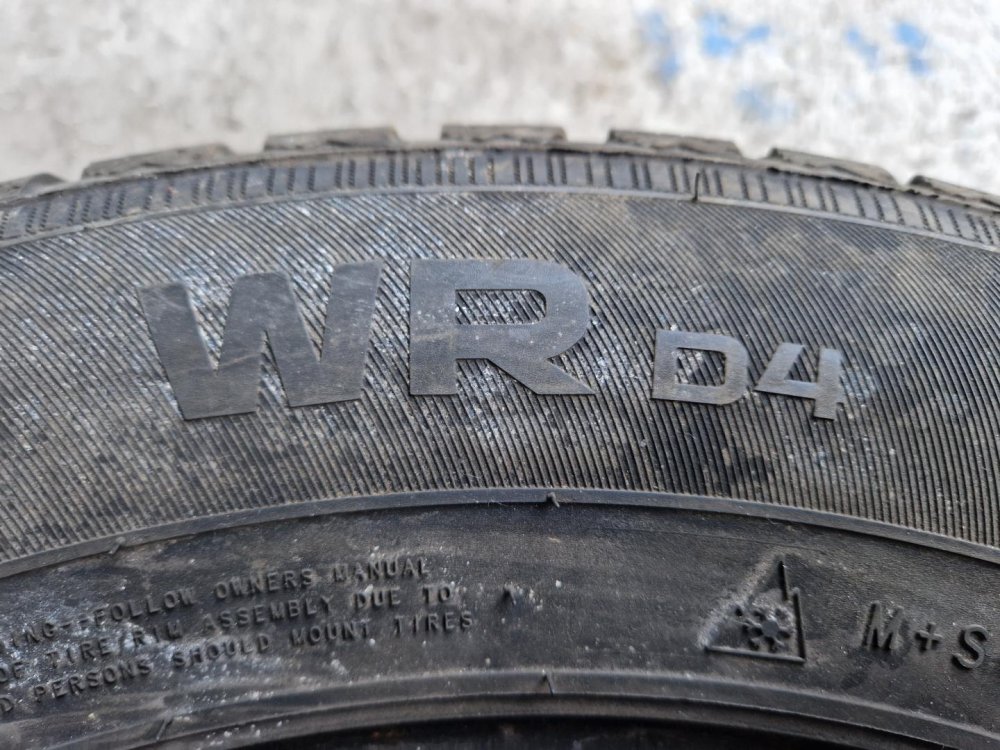 WR D4
-FOLLOW OWNERS MANUAL
OF TIRE/RIM ASSEMBLY DUE TO
PERSONS SHOULD MOUNT TIRES
M+S